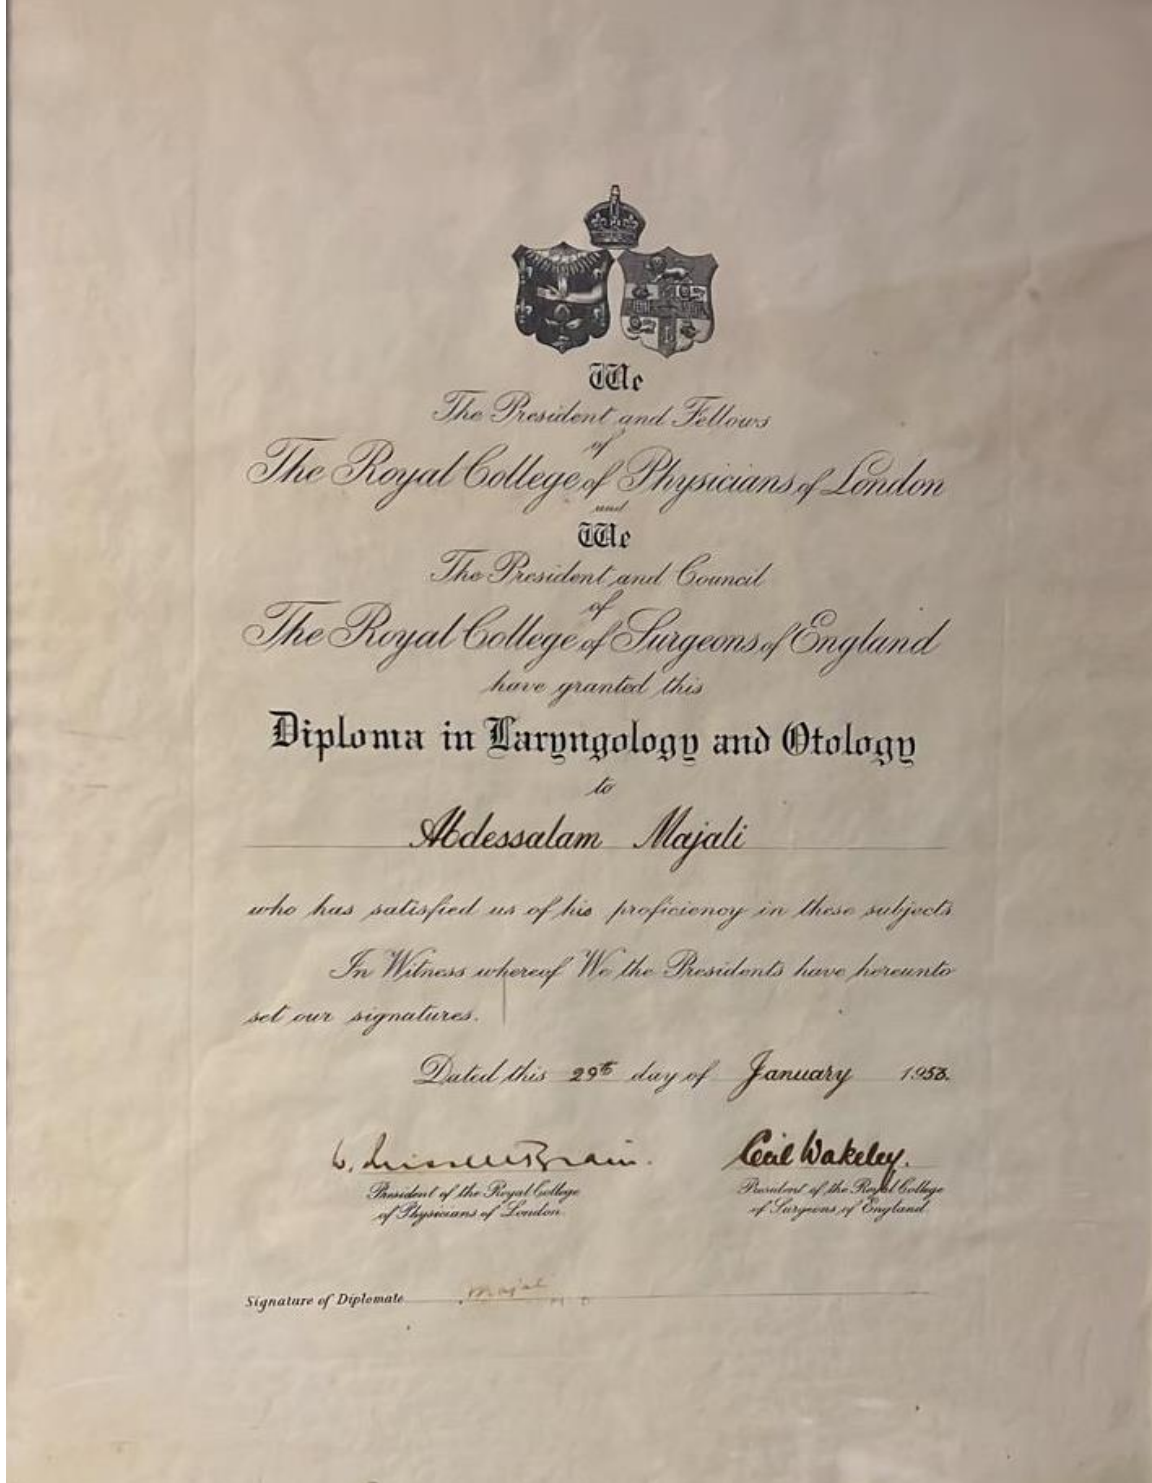 We
The President and Fellows
of
The Royal College of Physicians of London
and
We
The President and Council
of
The Royal College of Surgeons of England
have granted this
Diploma in Laryngology and Otology
to
Abdessalam Majali
who has satisfied us of his proficiency in these subjects
In Witness whereof We the Presidents have hereunto
set our signatures.
Dated this 29th day of January 1953.
W. Russell Brain. Cecil Wakeley.
President of the Royal College President of the Royal College
of Physicians of London. of Surgeons of England.
Signature of Diplomate